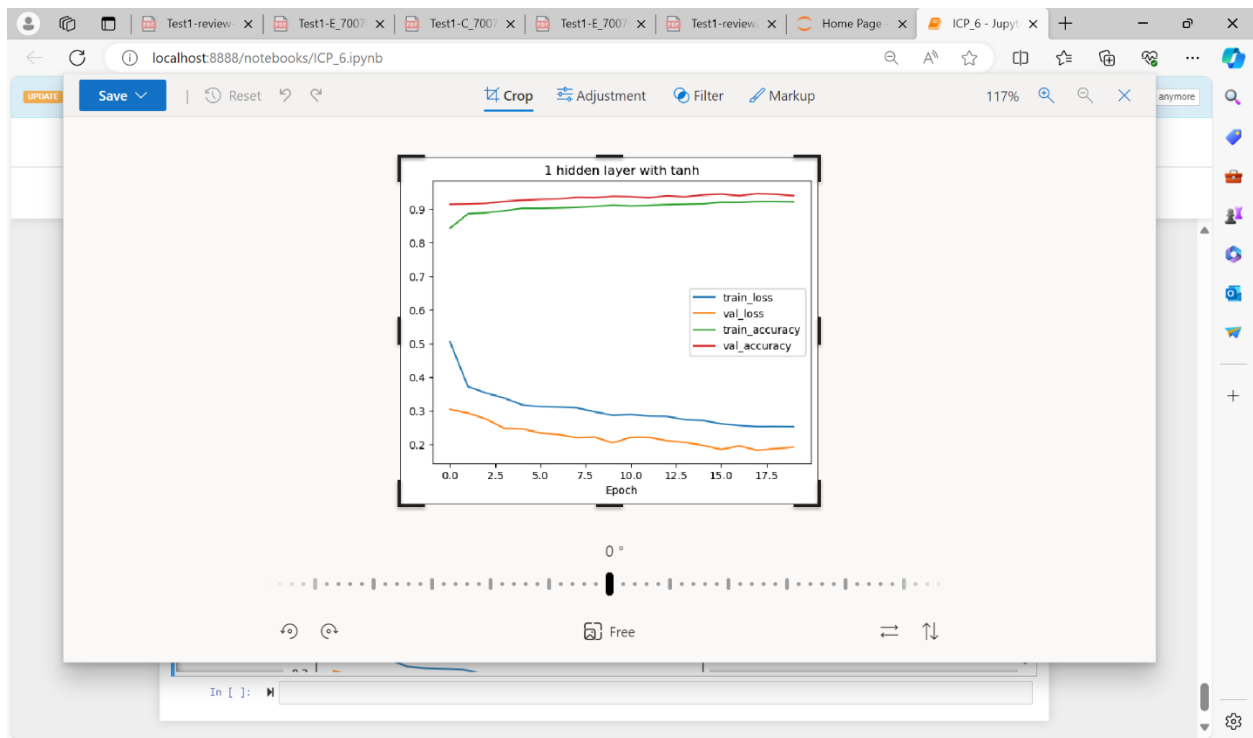 Test1-review- Test1-E_7007 Test1-C_7007 Test1-E_7007 Test1-review Home Page - ICP_6 - Jupyt
localhost:8888/notebooks/ICP_6.ipynb
UPDATE Save Reset Crop Adjustment Filter Markup 117% anymore
1 hidden layer with tanh
0.9
0.8
0.7
0.6
0.5
0.4
0.3
0.2
train_loss
val_loss
train_accuracy
val_accuracy
0.0 2.5 5.0 7.5 10.0 12.5 15.0 17.5
Epoch
0 °
Free
In [ ]: